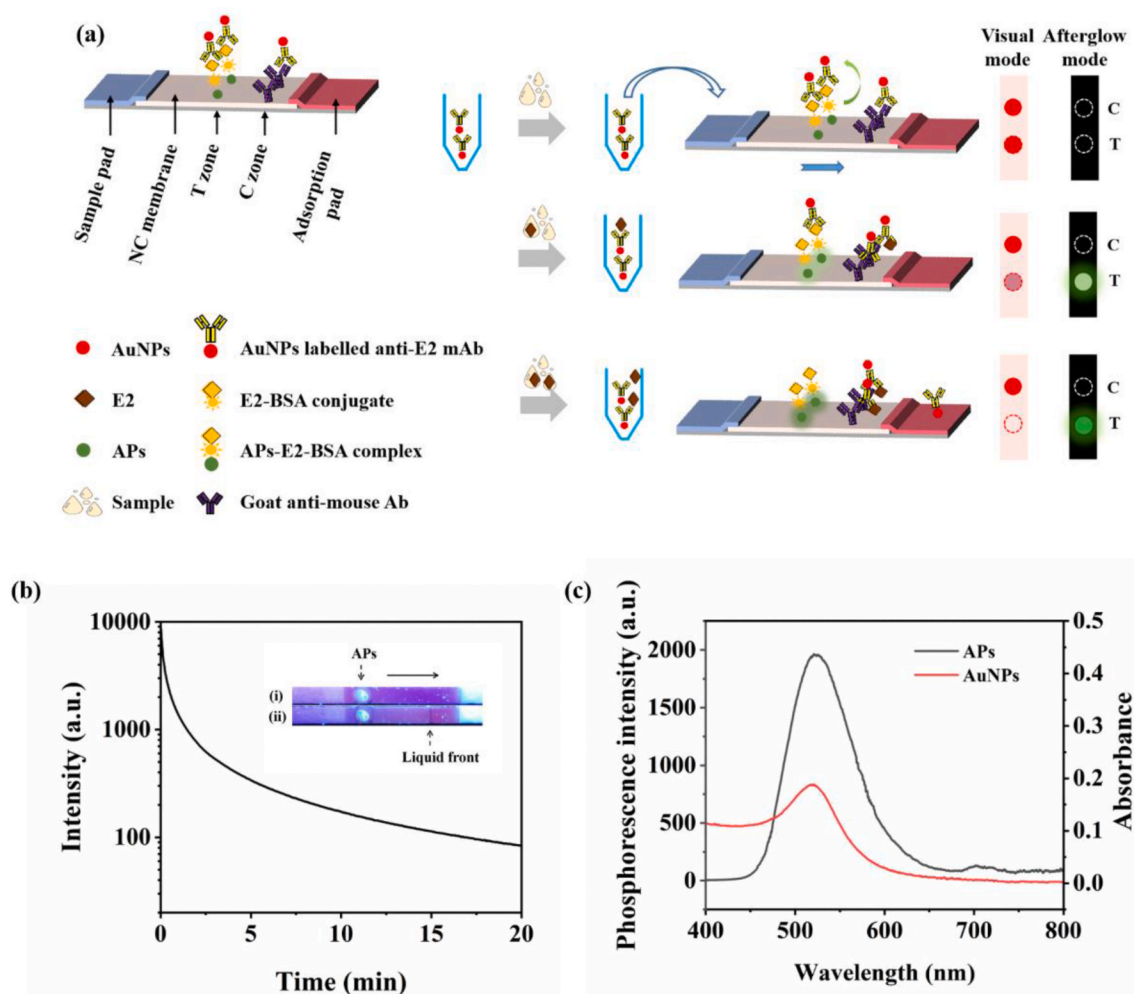 (a)
Sample pad
NC membrane
T zone
C zone
Adsorption
pad
Visual
mode
Afterglow
mode
C
T
C
T
C
T
AuNPs
AuNPs labelled anti-E2 mAb
E2
E2-BSA conjugate
APs
APs-E2-BSA complex
Sample
Goat anti-mouse Ab
(b)
Intensity (a.u.)
10000
1000
100
0
5
10
15
20
Time (min)
APs
(i)
(ii)
Liquid front
(c)
Phosphorescence intensity (a.u.)
2000
1500
1000
500
0
APs
AuNPs
0.5
0.4
0.3
0.2
0.1
0.0
Absorbance
400
500
600
700
800
Wavelength (nm)